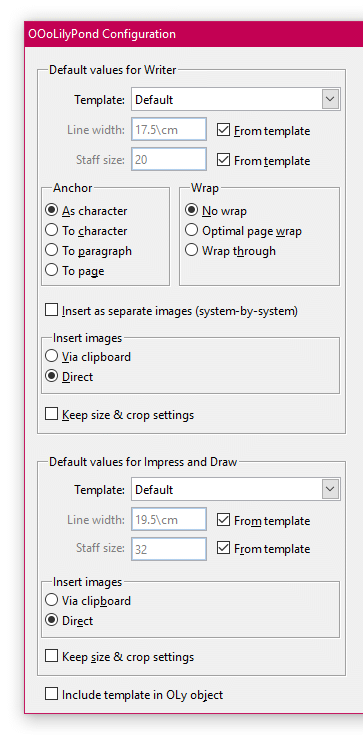 OOoLilyPond Configuration
Default values for Writer
Template: Default
Line width: 17.5\cm From template
Staff size: 20 From template
Anchor Wrap
As character No wrap
To character Optimal page wrap
To paragraph Wrap through
To page
Insert as separate images (system-by-system)
Insert images
Via clipboard
Direct
Keep size & crop settings
Default values for Impress and Draw
Template: Default
Line width: 19.5\cm From template
Staff size: 32 From template
Insert images
Via clipboard
Direct
Keep size & crop settings
Include template in OLy object